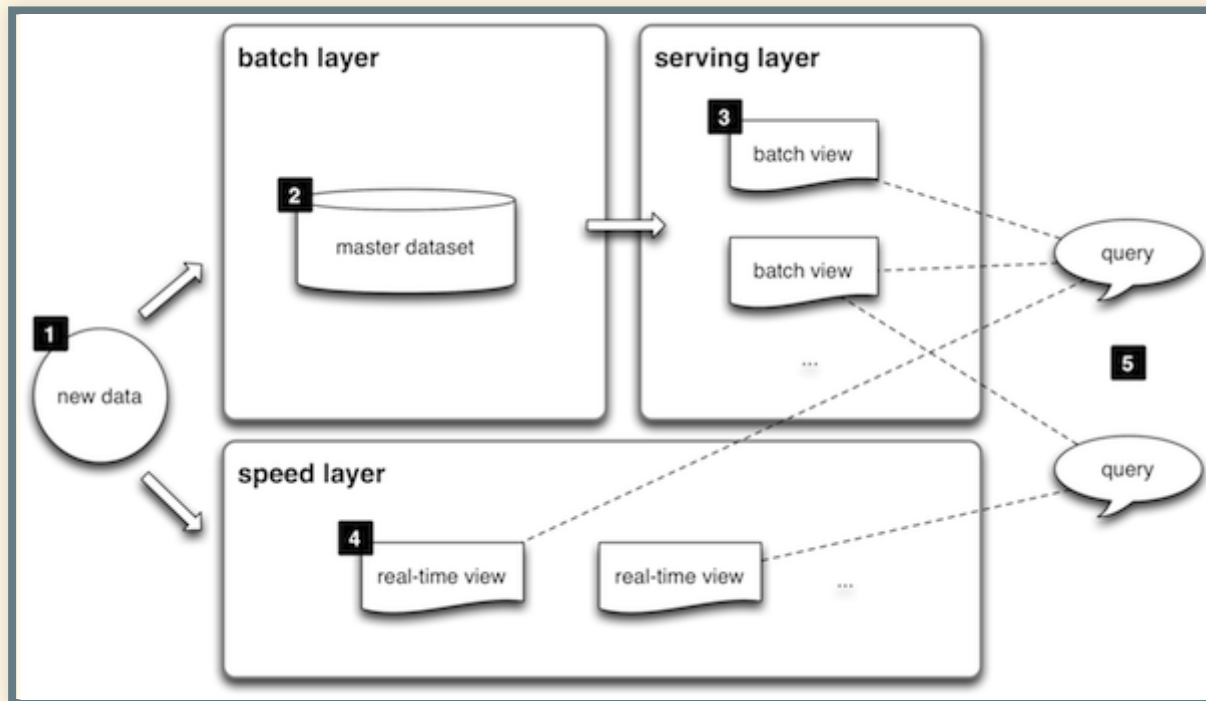 batch layer
serving layer
3
batch view
2
master dataset
batch view
query
1
new data
...
5
speed layer
query
4
real-time view
real-time view
...